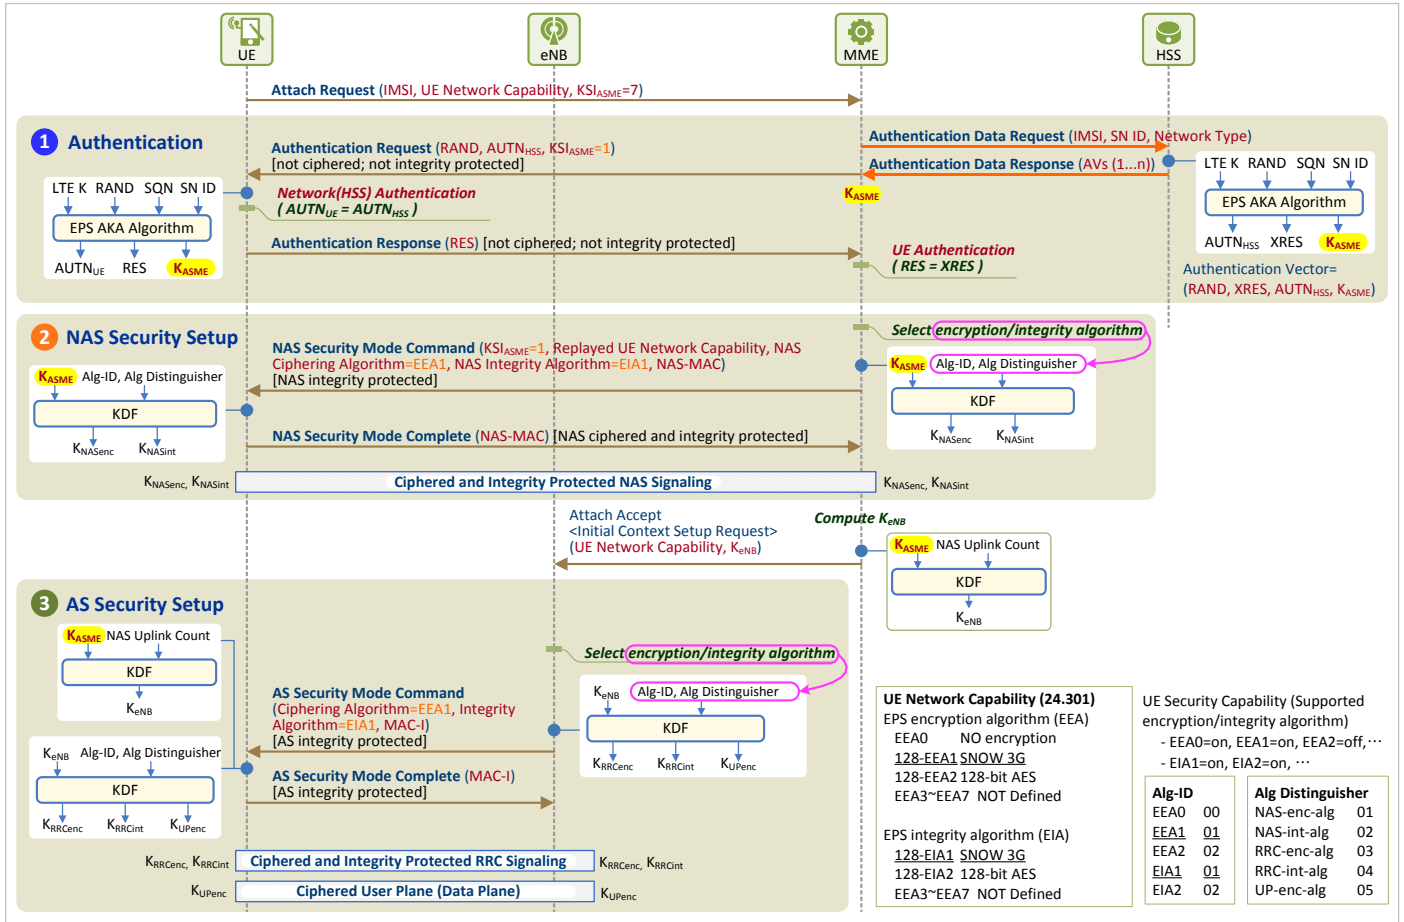 UE
eNB
MME
HSS
Attach Request (IMSI, UE Network Capability, KSIASME=7)
1 Authentication
Authentication Data Request (IMSI, SN ID, Network Type)
Authentication Request (RAND, AUTNHSS, KSIASME=1)
[not ciphered; not integrity protected]
Authentication Data Response (AVs (1...n))
LTE K RAND SQN SN ID
EPS AKA Algorithm
AUTNUE RES KASME
Network(HSS) Authentication
( AUTNUE = AUTNHSS )
KASME
LTE K RAND SQN SN ID
EPS AKA Algorithm
AUTNHSS XRES KASME
Authentication Response (RES) [not ciphered; not integrity protected]
UE Authentication
( RES = XRES )
Authentication Vector=
(RAND, XRES, AUTNHSS, KASME)
2 NAS Security Setup
Select encryption/integrity algorithm
NAS Security Mode Command (KSIASME=1, Replayed UE Network Capability, NAS
Ciphering Algorithm=EEA1, NAS Integrity Algorithm=EIA1, NAS-MAC)
[NAS integrity protected]
KASME Alg-ID, Alg Distinguisher
KDF
KNASenc KNASint
KASME Alg-ID, Alg Distinguisher
KDF
KNASenc KNASint
NAS Security Mode Complete (NAS-MAC) [NAS ciphered and integrity protected]
KNASenc, KNASint
Ciphered and Integrity Protected NAS Signaling
KNASenc, KNASint
Attach Accept
<Initial Context Setup Request>
(UE Network Capability, KeNB)
Compute KeNB
KASME NAS Uplink Count
KDF
KeNB
3 AS Security Setup
KASME NAS Uplink Count
KDF
KeNB
Select encryption/integrity algorithm
AS Security Mode Command
(Ciphering Algorithm=EEA1, Integrity
Algorithm=EIA1, MAC-I)
[AS integrity protected]
KeNB Alg-ID, Alg Distinguisher
KDF
KRRCenc KRRCint KUPenc
KeNB Alg-ID, Alg Distinguisher
KDF
KRRCenc KRRCint KUPenc
AS Security Mode Complete (MAC-I)
[AS integrity protected]
KRRCenc, KRRCint
Ciphered and Integrity Protected RRC Signaling
KRRCenc, KRRCint
KUPenc
Ciphered User Plane (Data Plane)
KUPenc
UE Network Capability (24.301)
EPS encryption algorithm (EEA)
EEA0 NO encryption
128-EEA1 SNOW 3G
128-EEA2 128-bit AES
EEA3~EEA7 NOT Defined
EPS integrity algorithm (EIA)
128-EIA1 SNOW 3G
128-EIA2 128-bit AES
EEA3~EEA7 NOT Defined
UE Security Capability (Supported
encryption/integrity algorithm)
- EEA0=on, EEA1=on, EEA2=off,⋯
- EIA1=on, EIA2=on, ⋯
Alg-ID
EEA0 00
EEA1 01
EEA2 02
EIA1 01
EIA2 02
Alg Distinguisher
NAS-enc-alg 01
NAS-int-alg 02
RRC-enc-alg 03
RRC-int-alg 04
UP-enc-alg 05